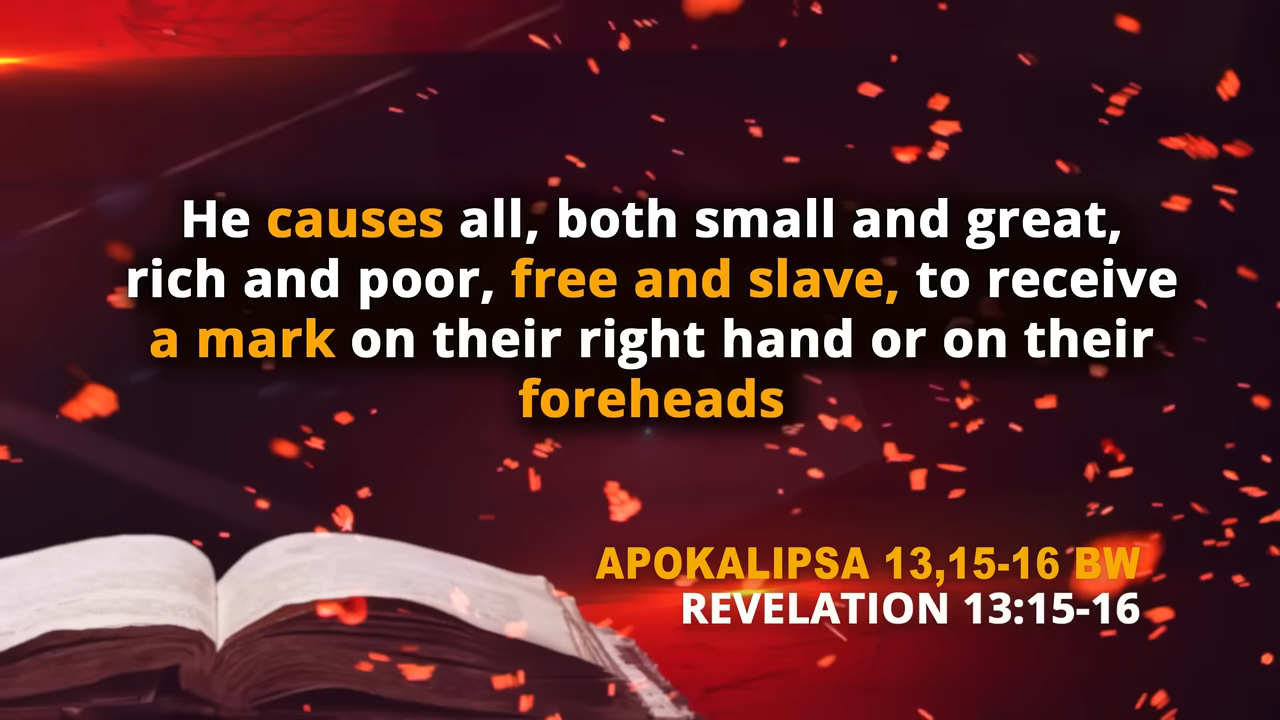 He causes all, both small and great,
rich and poor, free and slave, to receive
a mark on their right hand or on their
foreheads
APOKALIPSA 13,15-16 BW
REVELATION 13:15-16